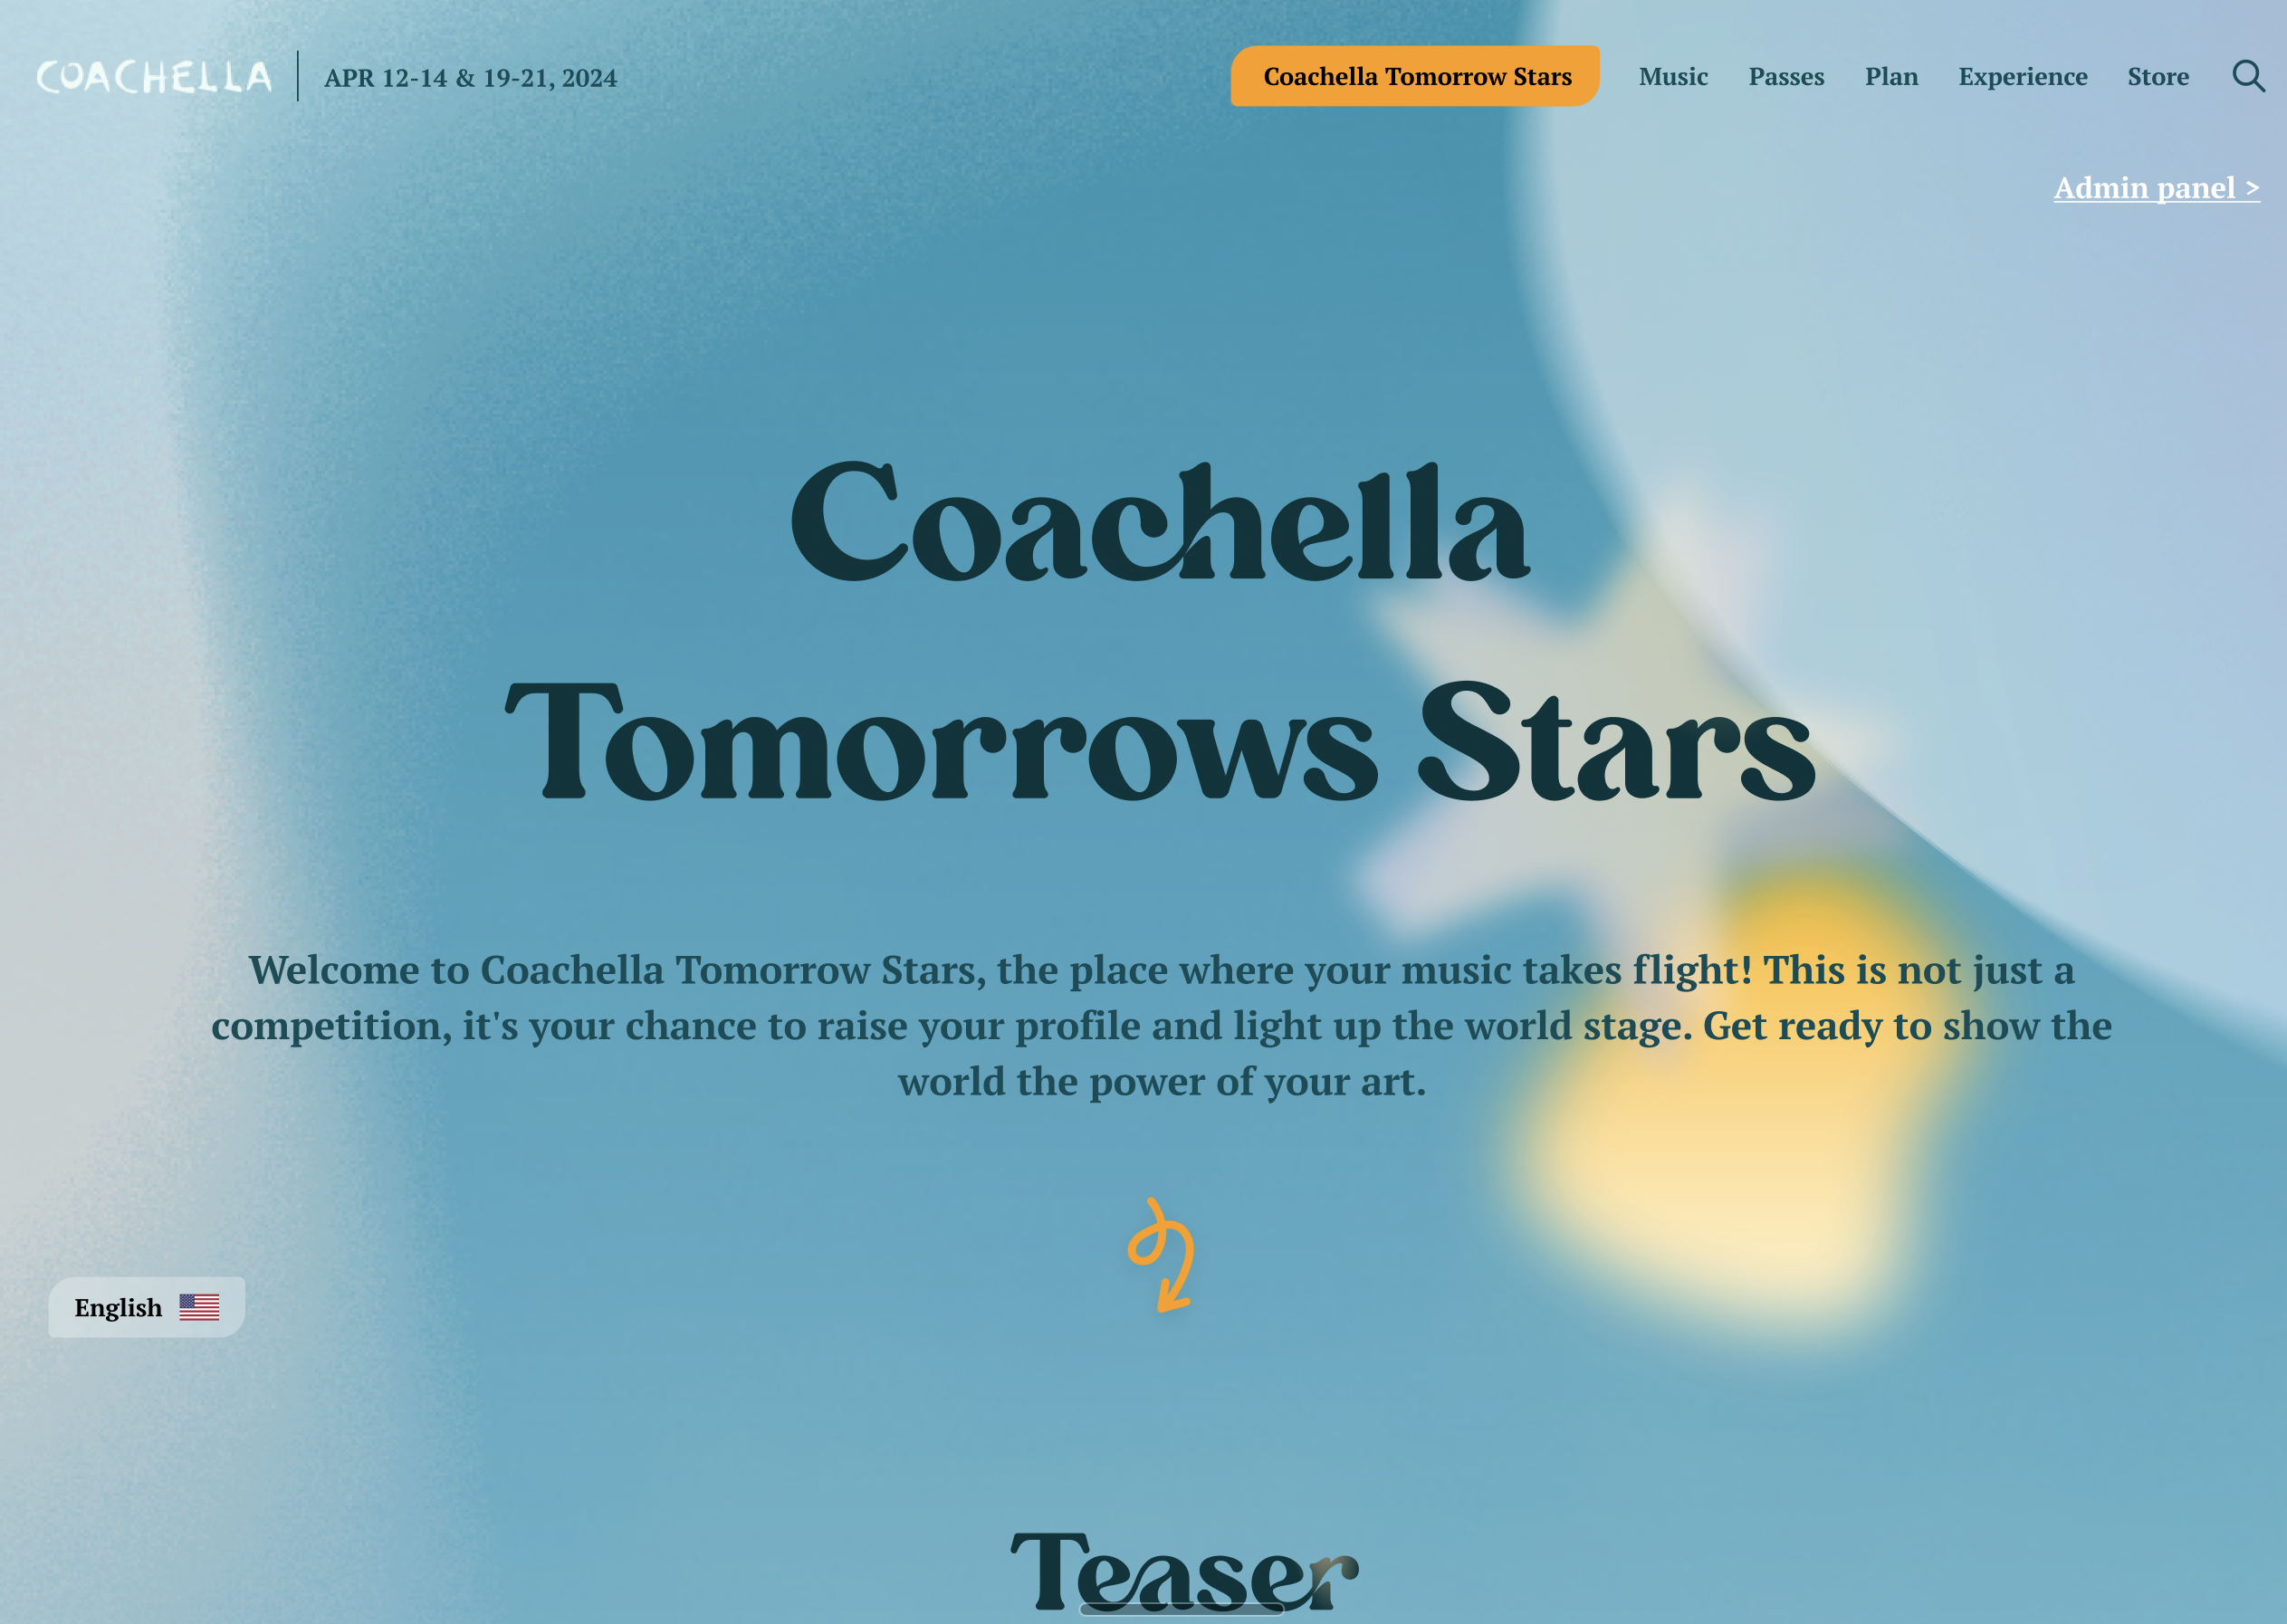 COACHELLA
APR 12-14 & 19-21, 2024
Coachella Tomorrow Stars
Music
Passes
Plan
Experience
Store
Admin panel >
Coachella
Tomorrows Stars
Welcome to Coachella Tomorrow Stars, the place where your music takes flight! This is not just a
competition, it's your chance to raise your profile and light up the world stage. Get ready to show the
world the power of your art.
English
Teaser